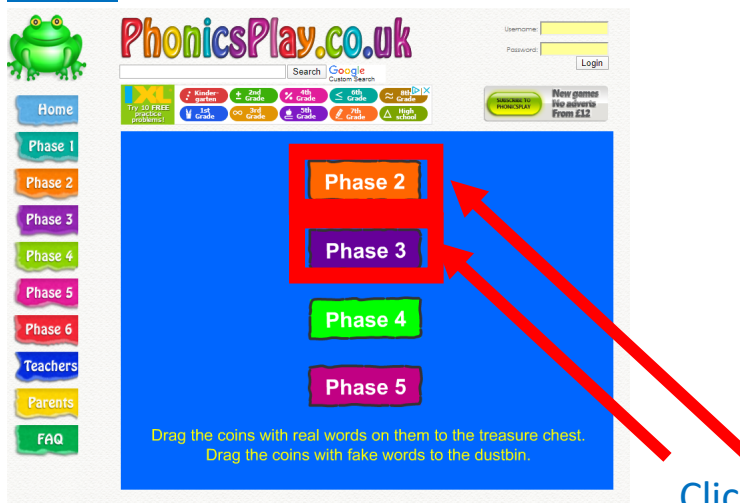 PhonicsPlay.co.uk
Username:
Password:
Login
Search
Google
Custom Search
IXL
Try 10 FREE
practice
problems!
Kinder-
garten
2nd
Grade
4th
Grade
6th
Grade
8th
Grade
1st
Grade
3rd
Grade
5th
Grade
7th
Grade
High
school
SUBSCRIBE TO
PHONICSPLAY
New games
No adverts
From £12
Home
Phase 1
Phase 2
Phase 3
Phase 4
Phase 5
Phase 6
Teachers
Parents
FAQ
Phase 2
Phase 3
Phase 4
Phase 5
Drag the coins with real words on them to the treasure chest.
Drag the coins with fake words to the dustbin.
Clic